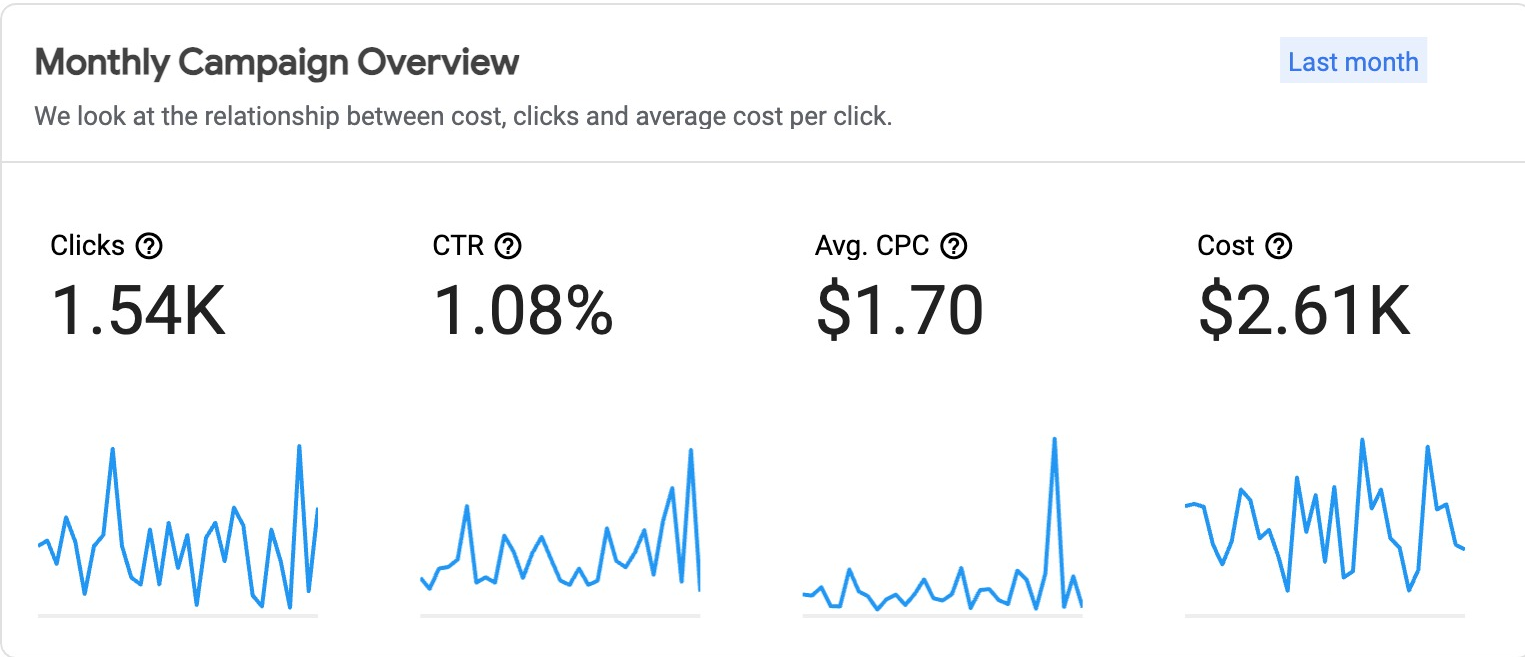 Monthly Campaign Overview
Last month
We look at the relationship between cost, clicks and average cost per click.
Clicks
CTR
Avg. CPC
Cost
1.54K
1.08%
$1.70
$2.61K